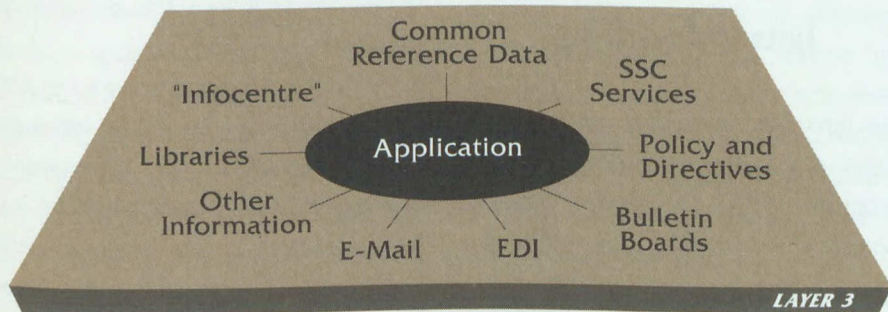 Common
Reference Data
SSC
Services
"Infocentre"
Application
Libraries
Policy and
Directives
Other
Information
Bulletin
Boards
E-Mail
EDI
LAYER 3